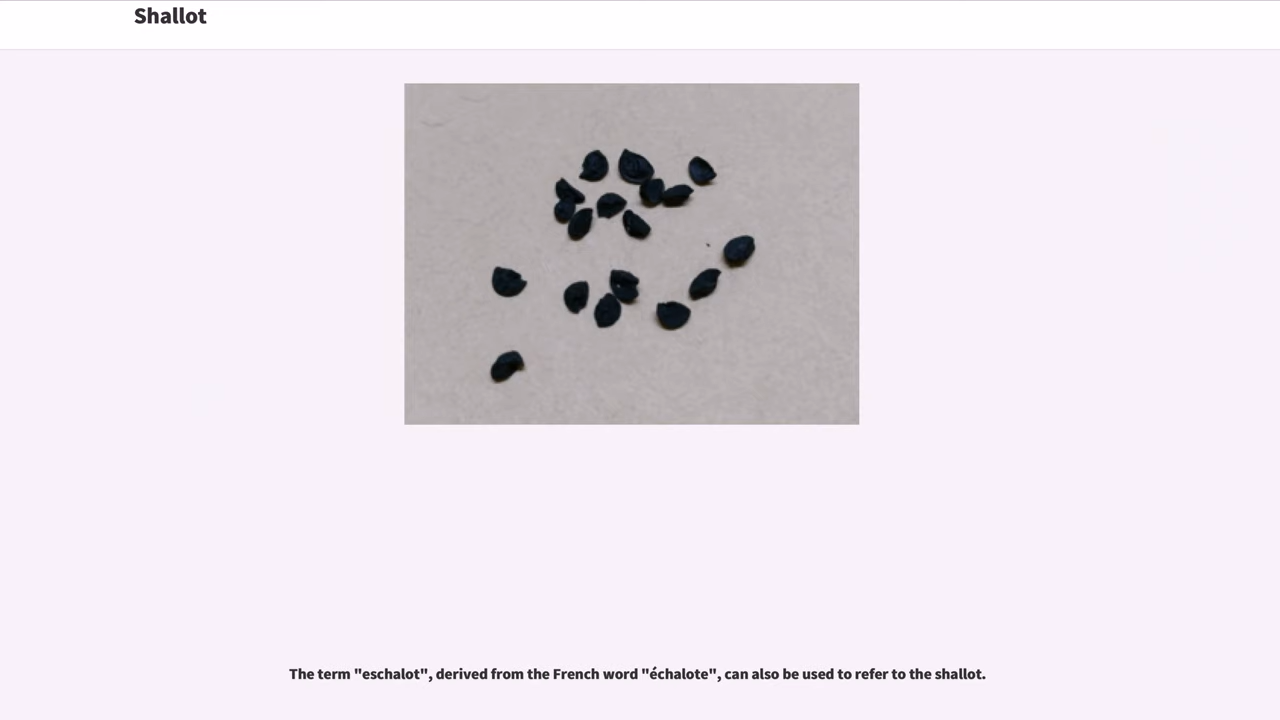 Shallot
The term "eschalot", derived from the French word "échalote", can also be used to refer to the shallot.